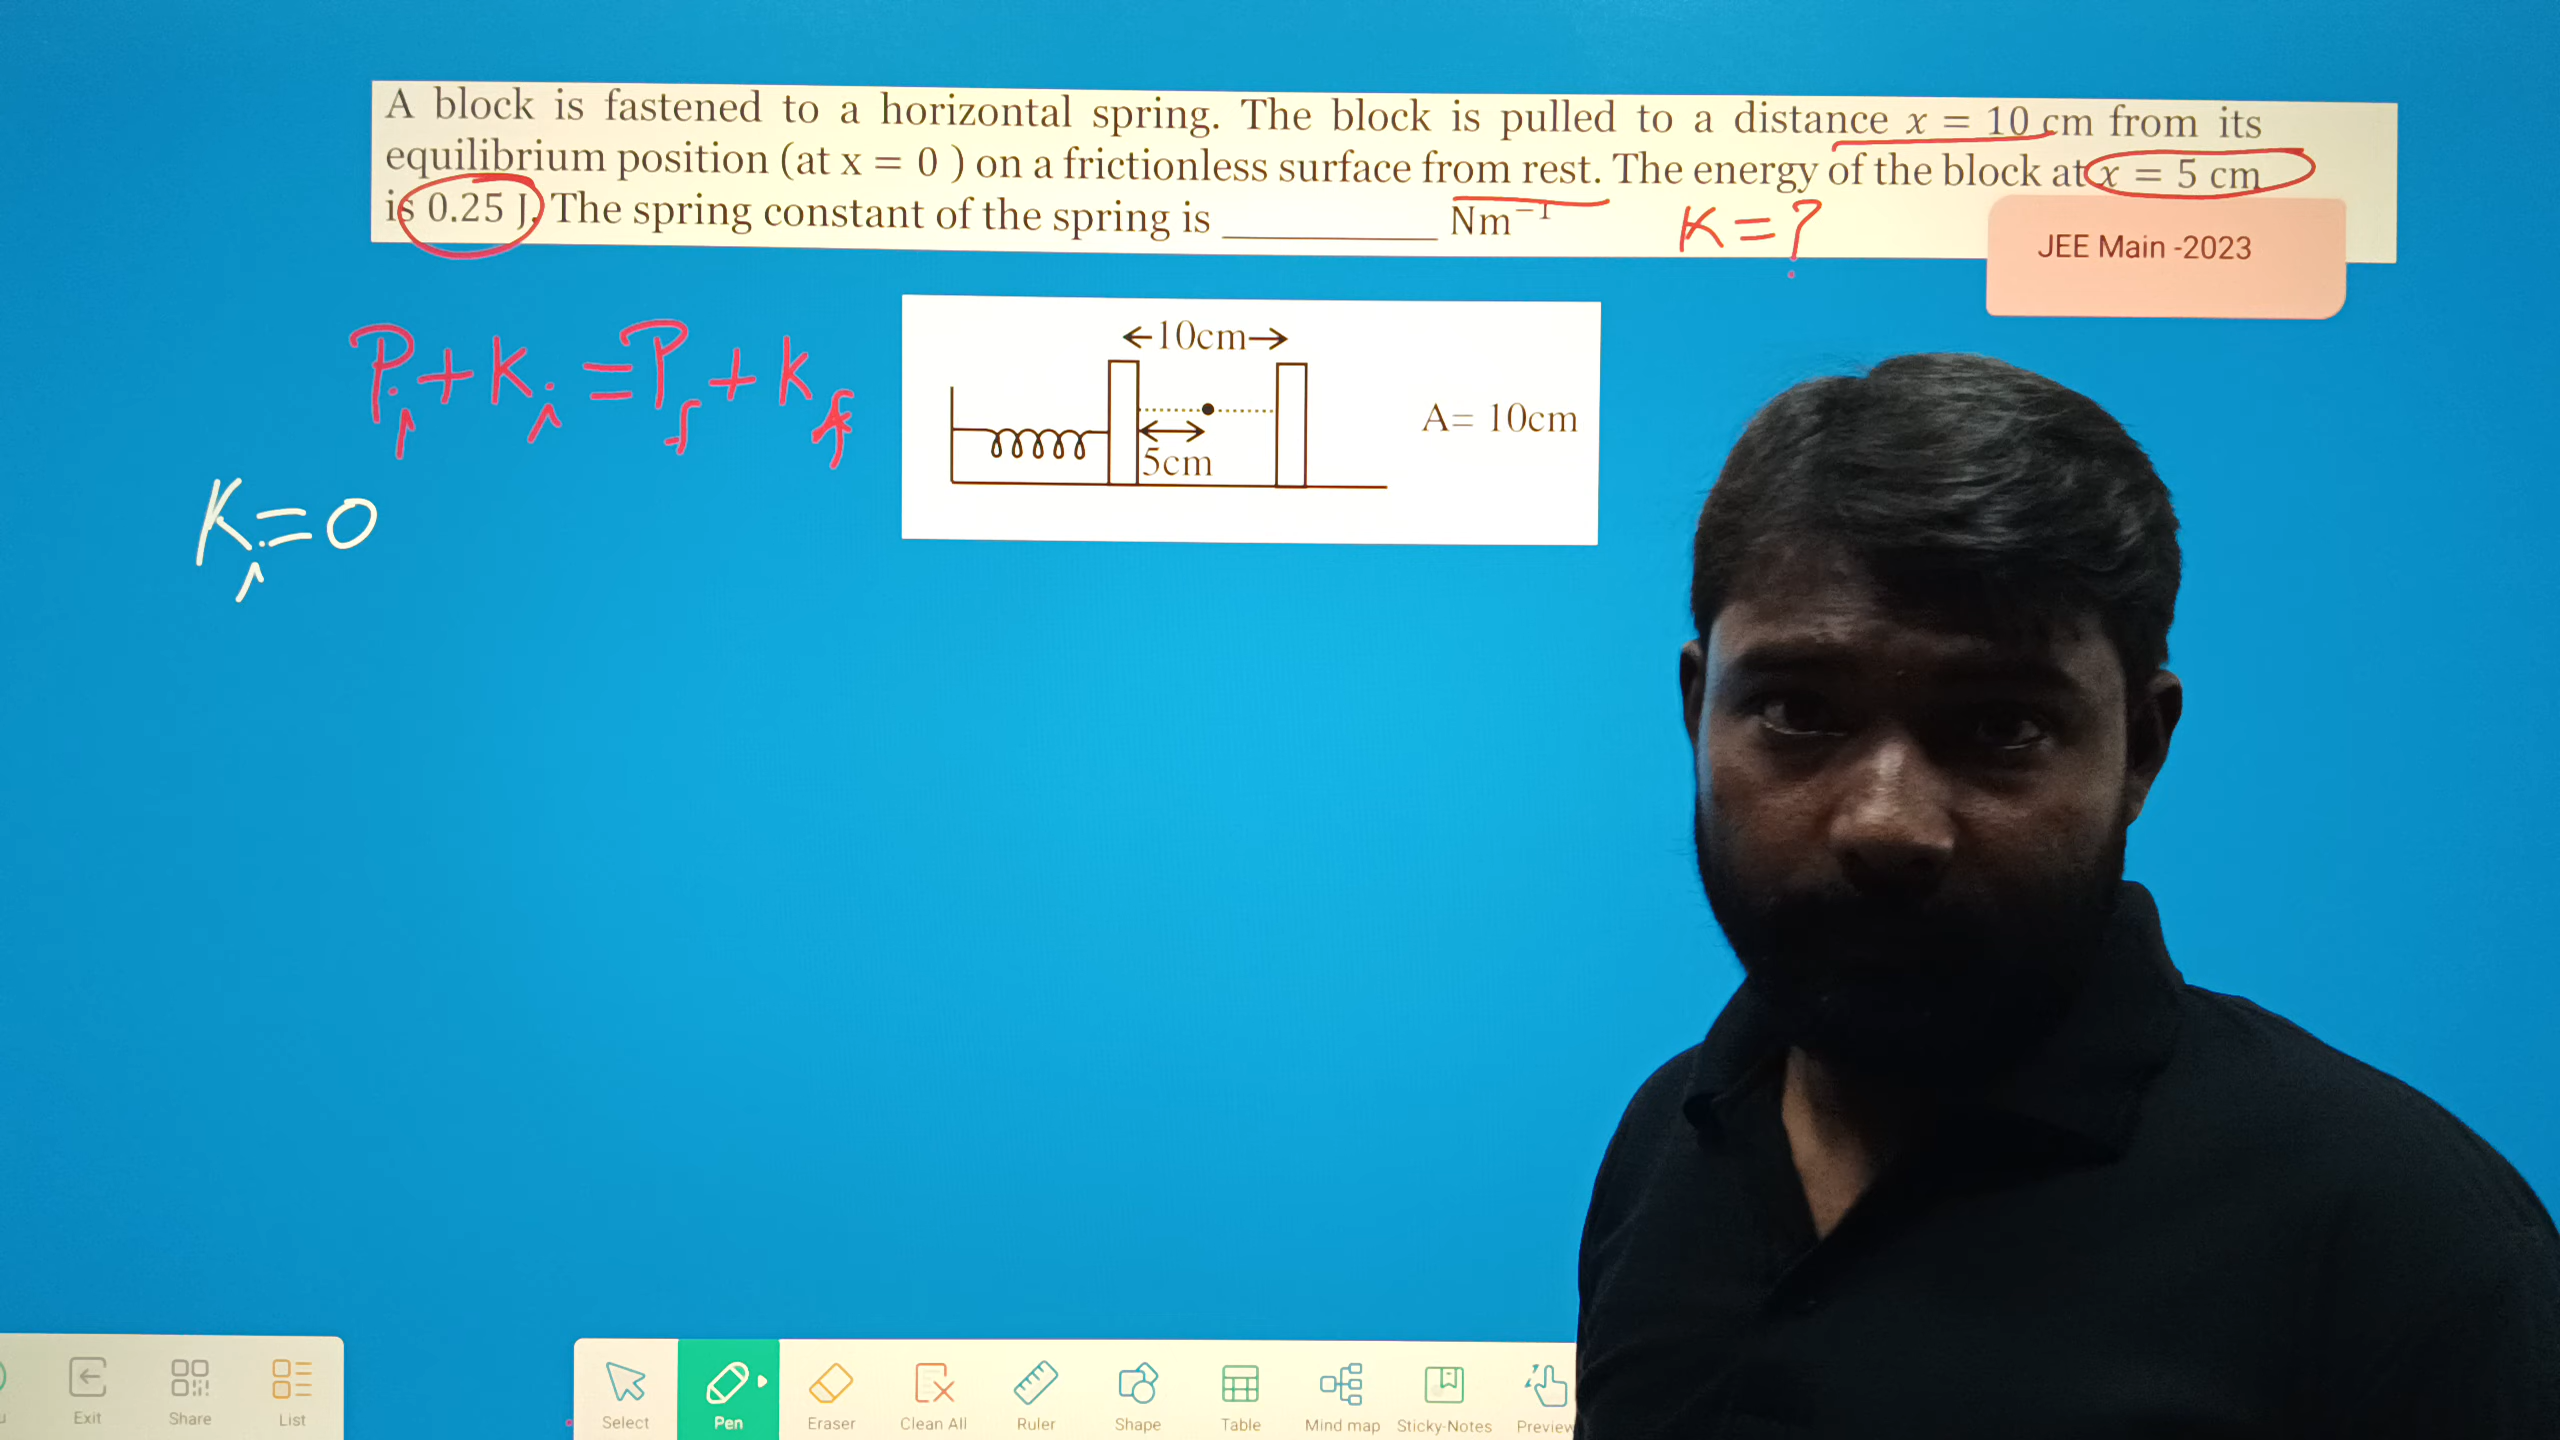 A block is fastened to a horizontal spring. The block is pulled to a distance x = 10 cm from its
equilibrium position (at x = 0 ) on a frictionless surface from rest. The energy of the block at x = 5 cm
is 0.25 J. The spring constant of the spring is __________ Nm⁻¹
K = ?
JEE Main -2023
Pᵢ + Kᵢ = P_f + K_f
10cm
5cm
A= 10cm
Kᵢ = 0
Exit
Share
List
Select
Pen
Eraser
Clean All
Ruler
Shape
Table
Mind map
Sticky-Notes
Preview